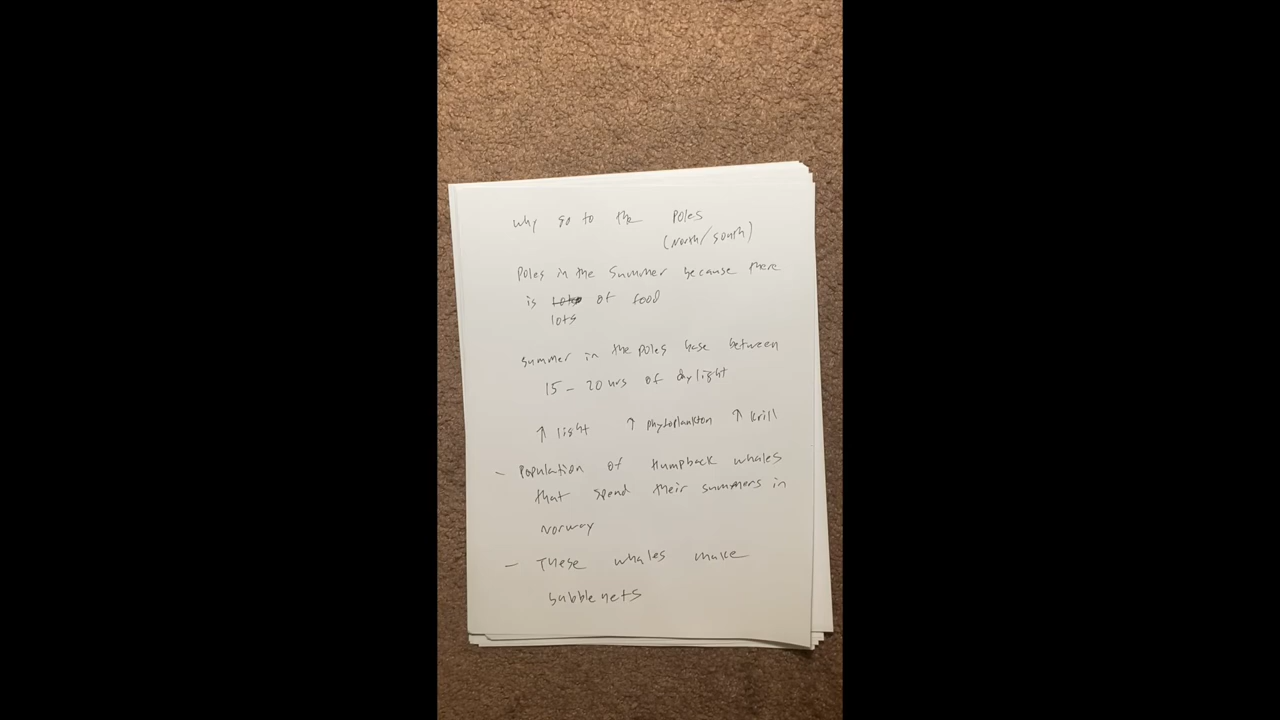 why go to the Poles
(North/South)
Poles in the Summer because there
is of food
lots
summer in the poles hase between
15 - 20 hrs of daylight
↑ light ↑ phytoplankton ↑ krill
- Population of Humpback whales
that spend their summers in
Norway
- These whales make
bubble nets